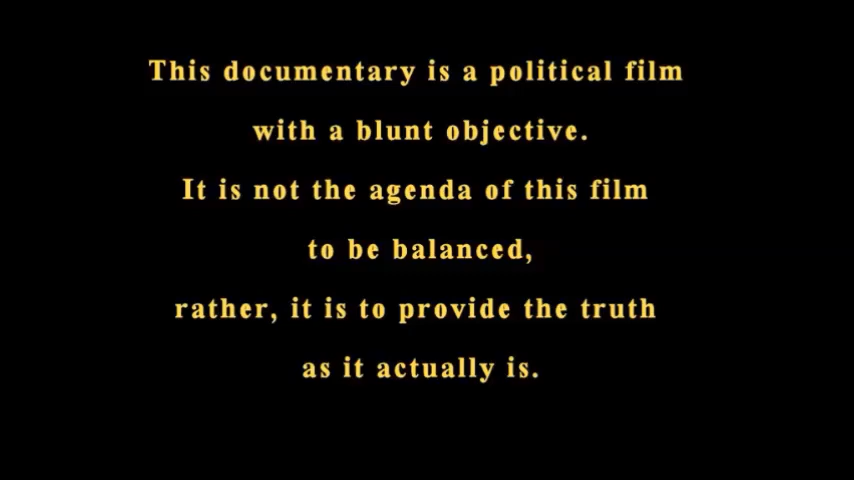 This documentary is a political film
with a blunt objective.
It is not the agenda of this film
to be balanced,
rather, it is to provide the truth
as it actually is.